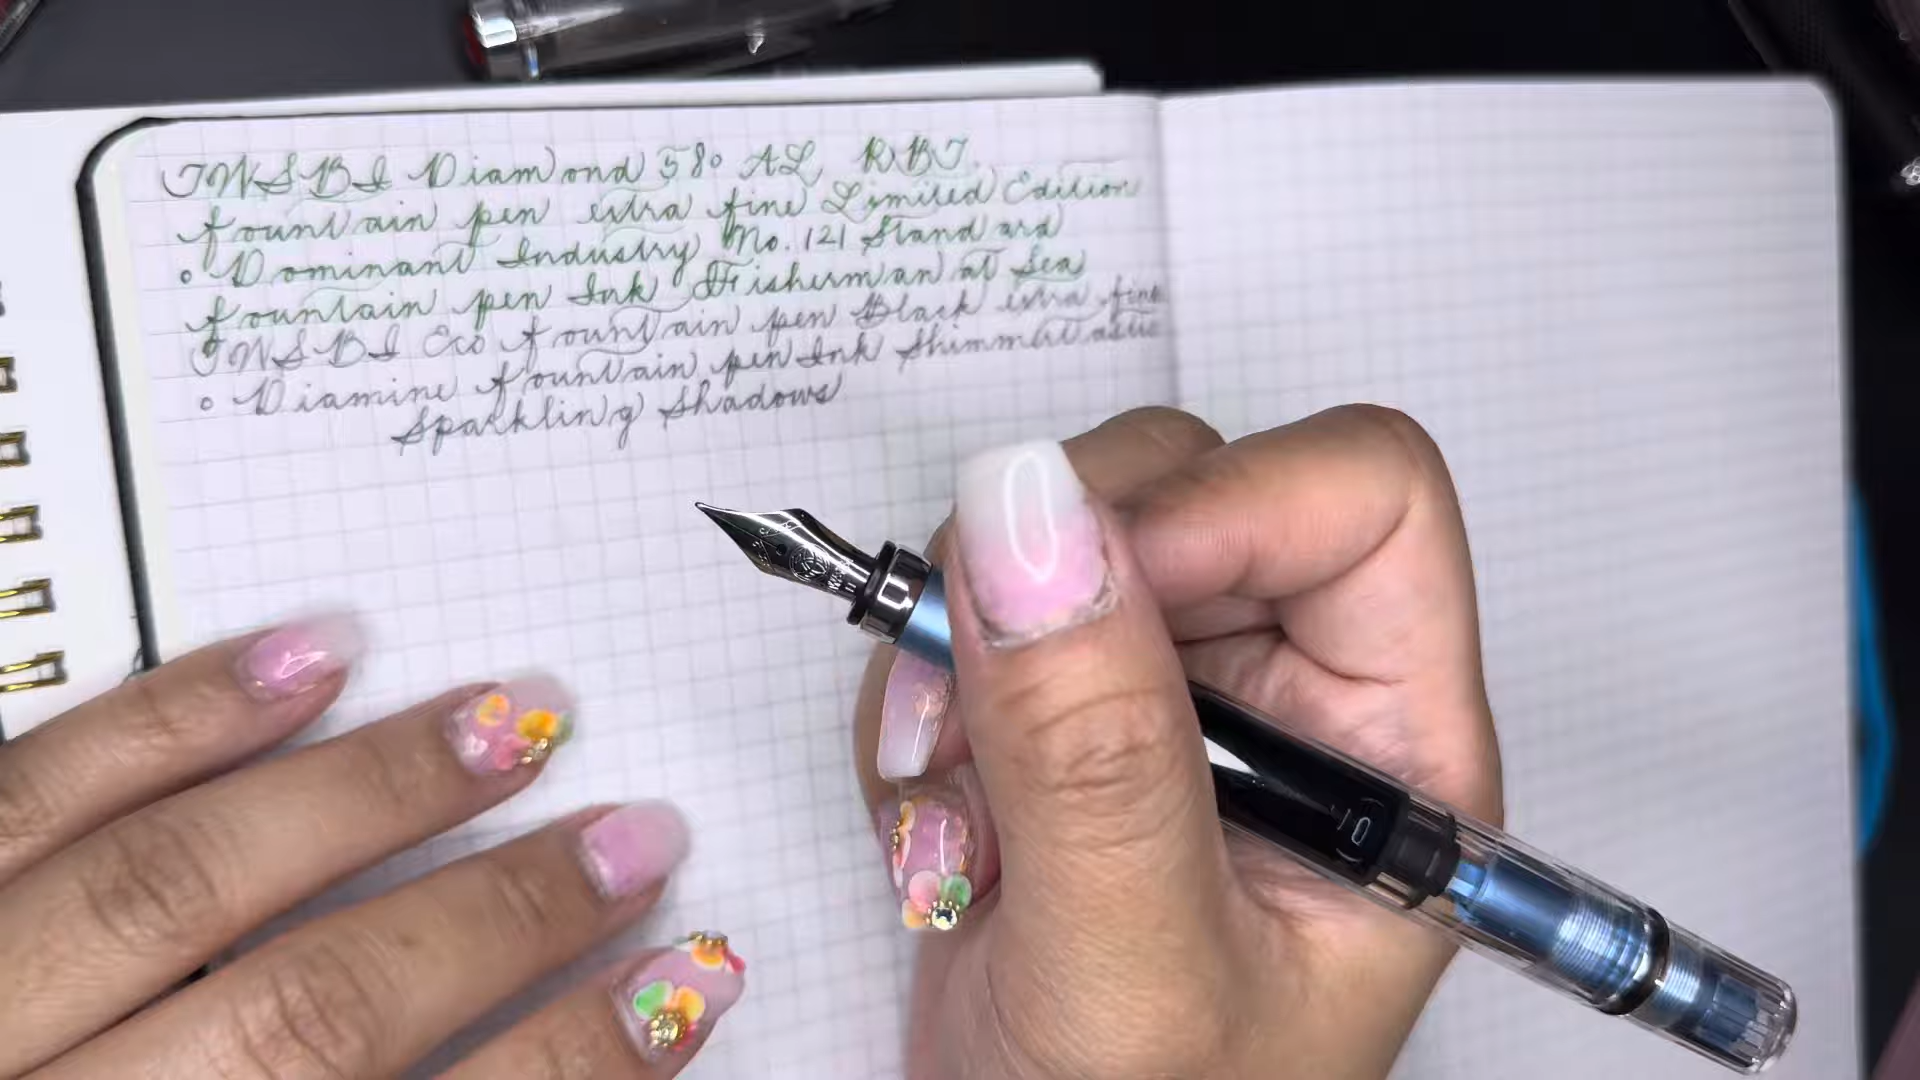 TWSBI Diamond 580 AL RBT.
fountain pen extra fine Limited Edition
• Dominant Industry No. 121 Standard
fountain pen Ink Fisherman at Sea
TWSBI Eco fountain pen Black extra fine
• Diamine fountain pen Ink Shimmertastic
Sparkling Shadows